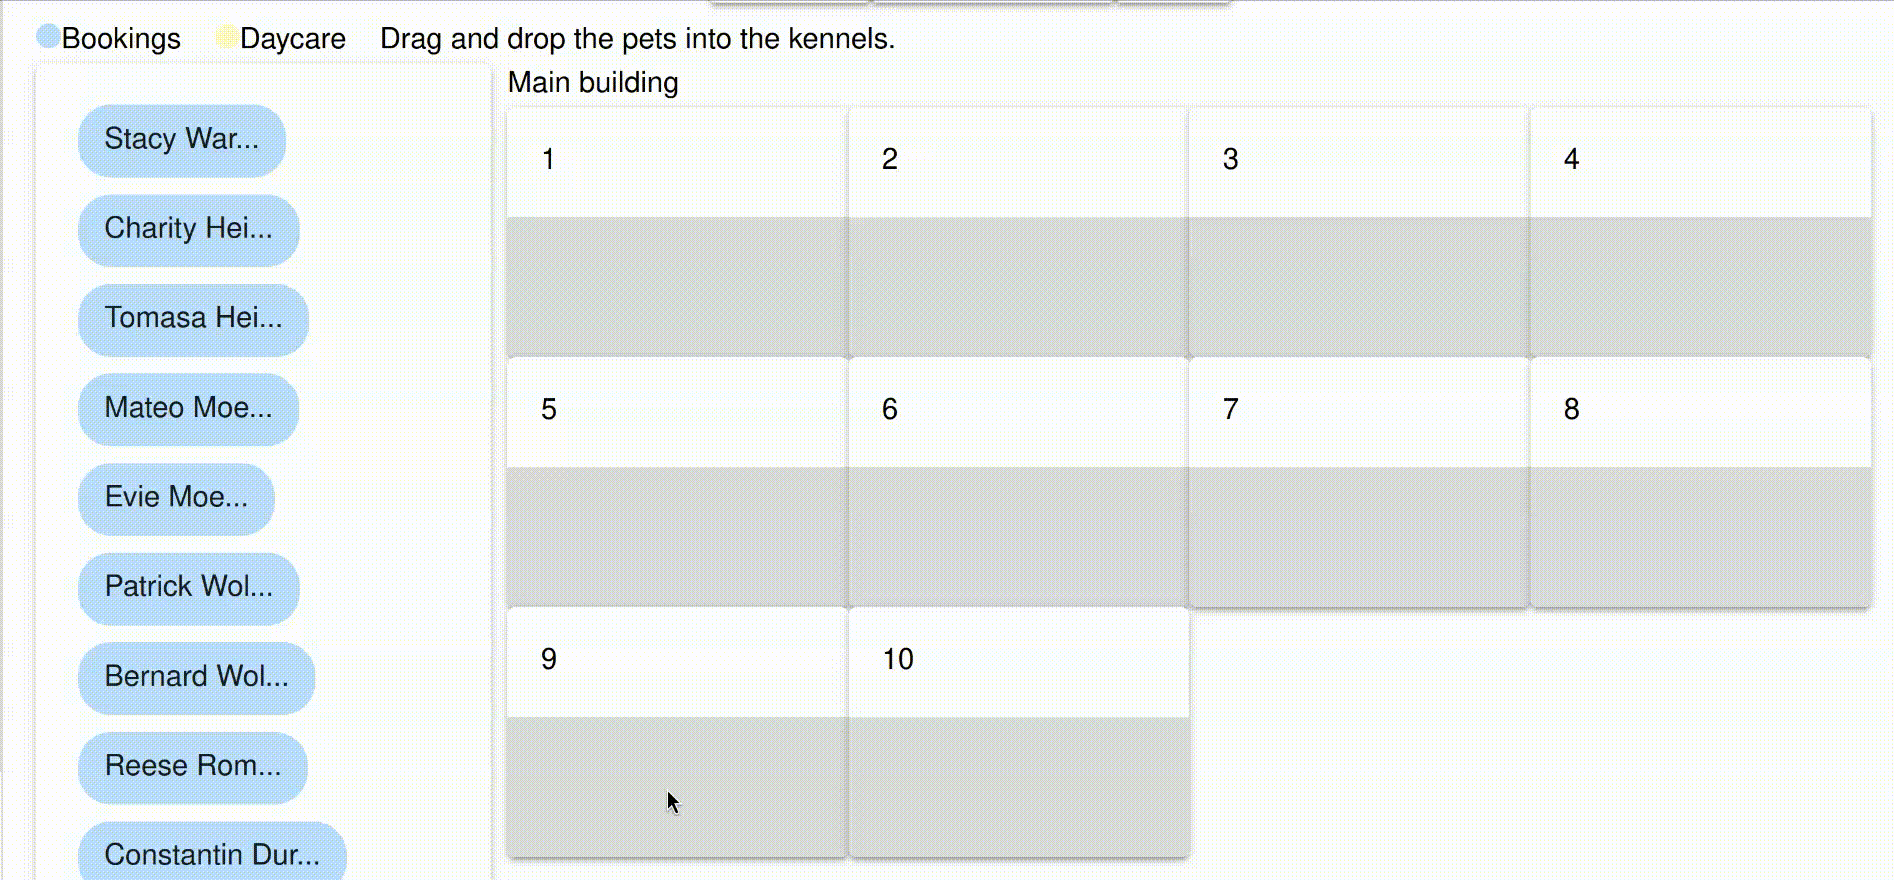 Bookings Daycare Drag and drop the pets into the kennels.
Main building
Stacy War...
Charity Hei...
Tomasa Hei...
Mateo Moe...
Evie Moe...
Patrick Wol...
Bernard Wol...
Reese Rom...
Constantin Dur...
1 2 3 4
5 6 7 8
9 10